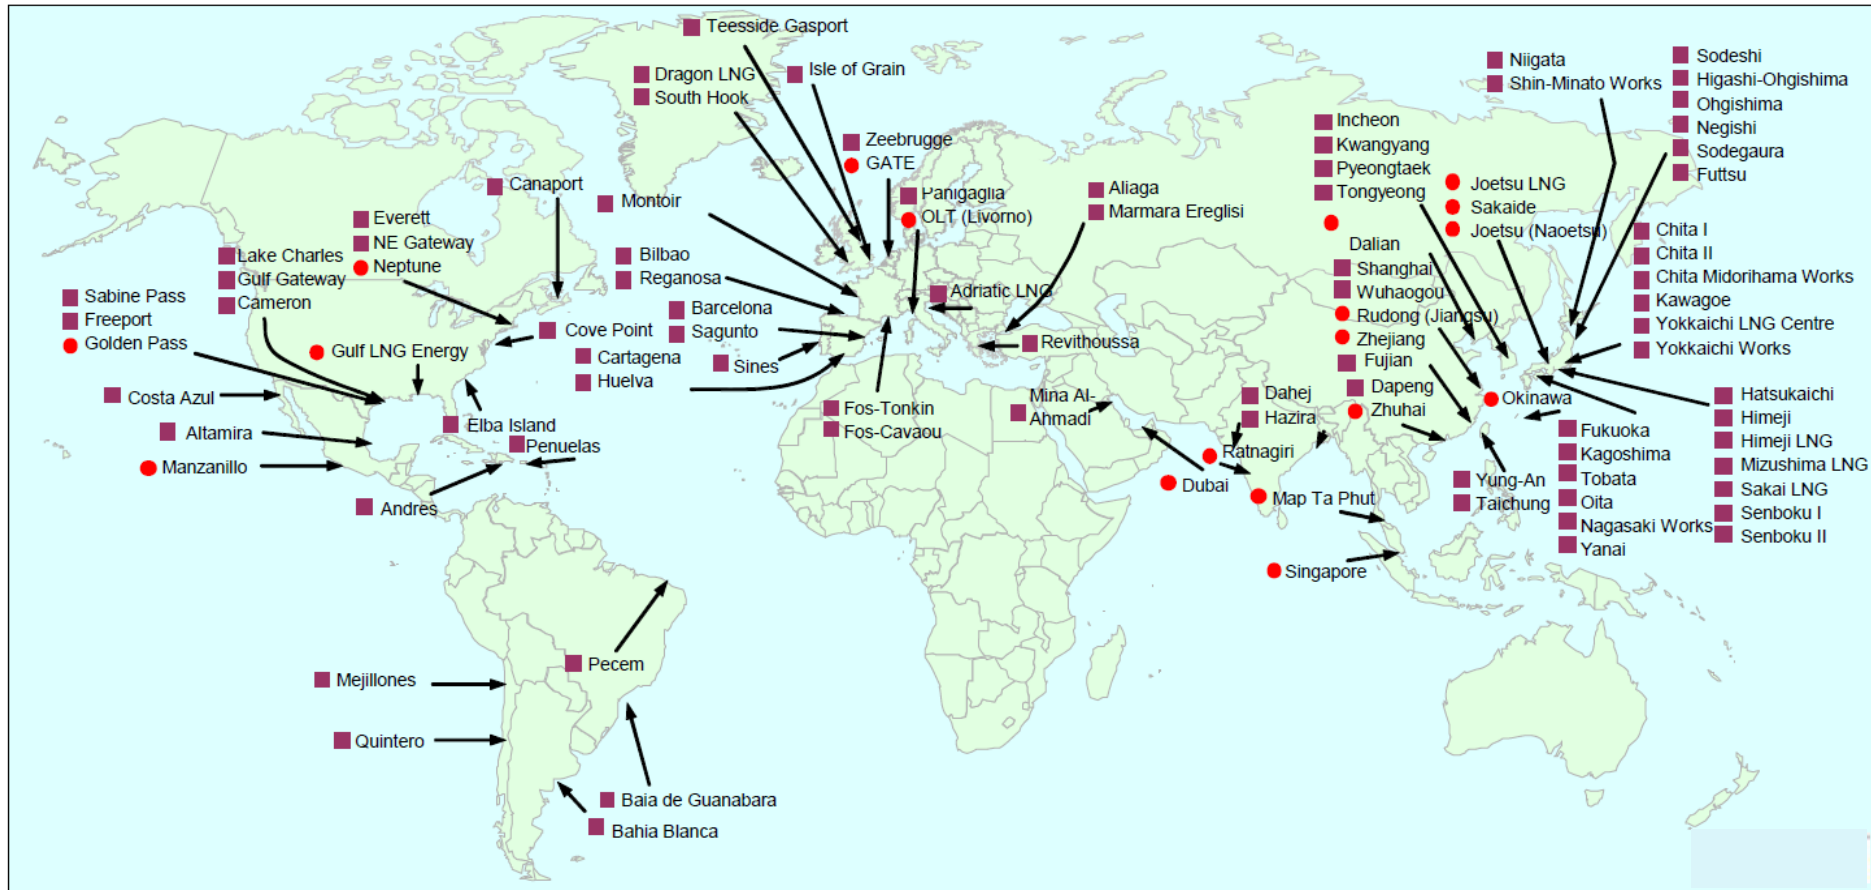 Teesside Gasport
Dragon LNG
South Hook
Isle of Grain
Zeebrugge
GATE
Panigaglia
OLT (Livorno)
Aliaga
Marmara Ereglisi
Niigata
Shin-Minato Works
Sodeshi
Higashi-Ohgishima
Ohgishima
Negishi
Sodegaura
Futtsu
Incheon
Kwangyang
Pyeongtaek
Tongyeong
Joetsu LNG
Sakaide
Joetsu (Naoetsu)
Canaport
Montoir
Everett
NE Gateway
Neptune
Lake Charles
Gulf Gateway
Cameron
Bilbao
Reganosa
Sabine Pass
Freeport
Golden Pass
Barcelona
Sagunto
Adriatic LNG
Dalian
Shanghai
Wuhaogou
Rudong (Jiangsu)
Zhejiang
Fujian
Dapeng
Zhuhai
Chita I
Chita II
Chita Midorihama Works
Kawagoe
Yokkaichi LNG Centre
Yokkaichi Works
Cove Point
Gulf LNG Energy
Cartagena
Huelva
Sines
Revithoussa
Costa Azul
Altamira
Manzanillo
Elba Island
Penuelas
Andres
Fos-Tonkin
Fos-Cavaou
Mina Al-
Ahmadi
Dahej
Hazira
Ratnagiri
Dubai
Map Ta Phut
Singapore
Okinawa
Yung-An
Taichung
Fukuoka
Kagoshima
Tobata
Oita
Nagasaki Works
Yanai
Hatsukaichi
Himeji
Himeji LNG
Mizushima LNG
Sakai LNG
Senboku I
Senboku II
Pecem
Mejillones
Quintero
Baia de Guanabara
Bahia Blanca